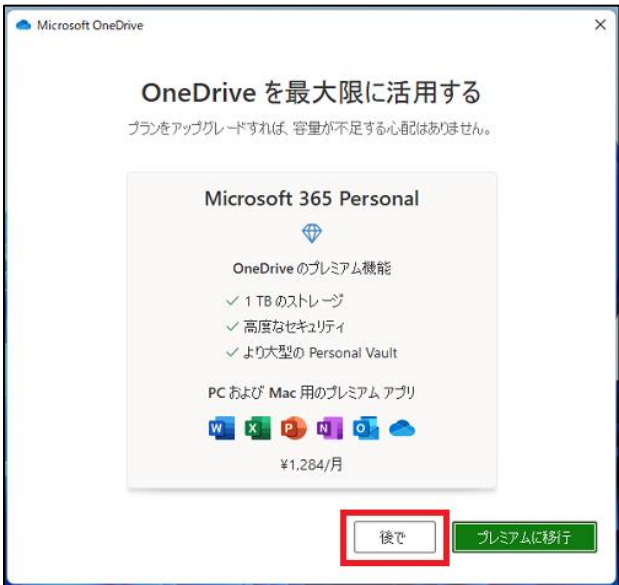 Microsoft OneDrive
OneDrive を最大限に活用する
プランをアップグレードすれば、容量が不足する心配はありません。
Microsoft 365 Personal
OneDrive のプレミアム機能
✓ 1 TB のストレージ
✓ 高度なセキュリティ
✓ より大型の Personal Vault
PC および Mac 用のプレミアム アプリ
W X P N O
¥1,284/月
後で プレミアムに移行